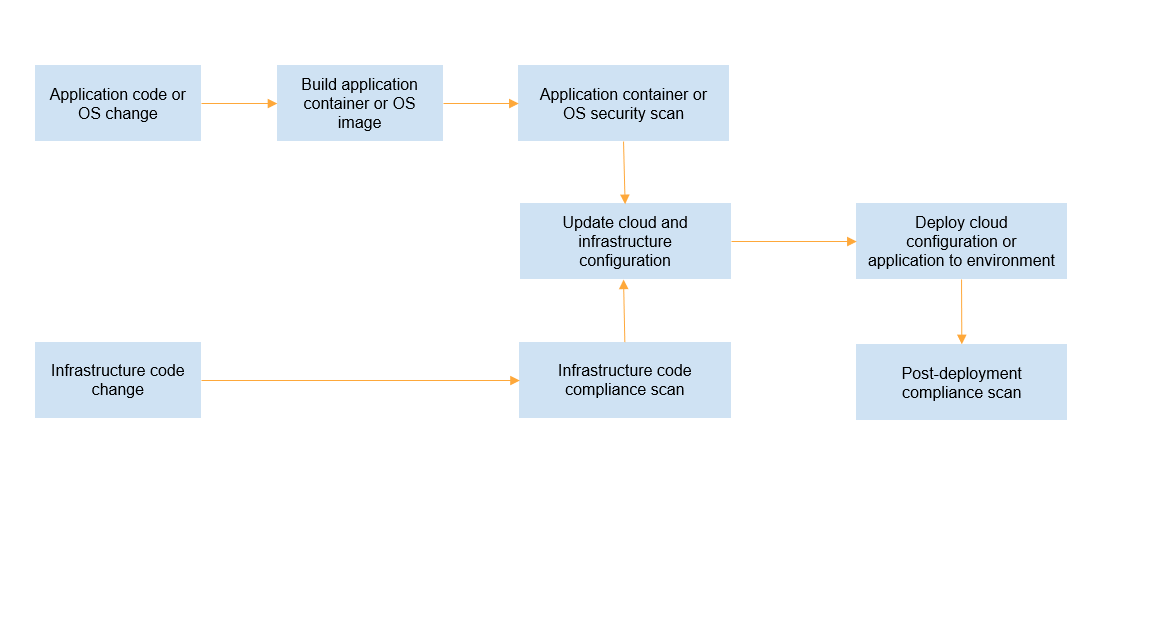 Application code or
OS change
Build application
container or OS
image
Application container or
OS security scan
Update cloud and
infrastructure
configuration
Deploy cloud
configuration or
application to environment
Infrastructure code
change
Infrastructure code
compliance scan
Post-deployment
compliance scan